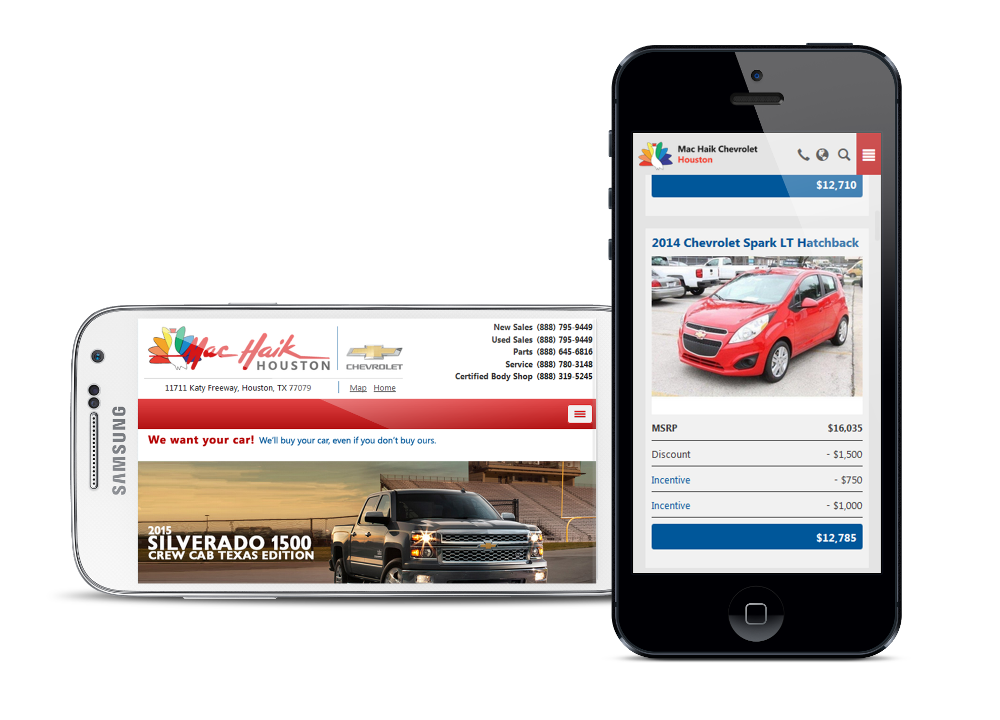 SAMSUNG
Mac Haik
HOUSTON
CHEVROLET
New Sales (888) 795-9449
Used Sales (888) 795-9449
Parts (888) 645-6816
Service (888) 780-3148
Certified Body Shop (888) 319-5245
11711 Katy Freeway, Houston, TX 77079
Map Home
We want your car! We'll buy your car, even if you don't buy ours.
2015
SILVERADO 1500
CREW CAB TEXAS EDITION
Mac Haik Chevrolet
Houston
$12,710
2014 Chevrolet Spark LT Hatchback
MSRP $16,035
Discount - $1,500
Incentive - $750
Incentive - $1,000
$12,785